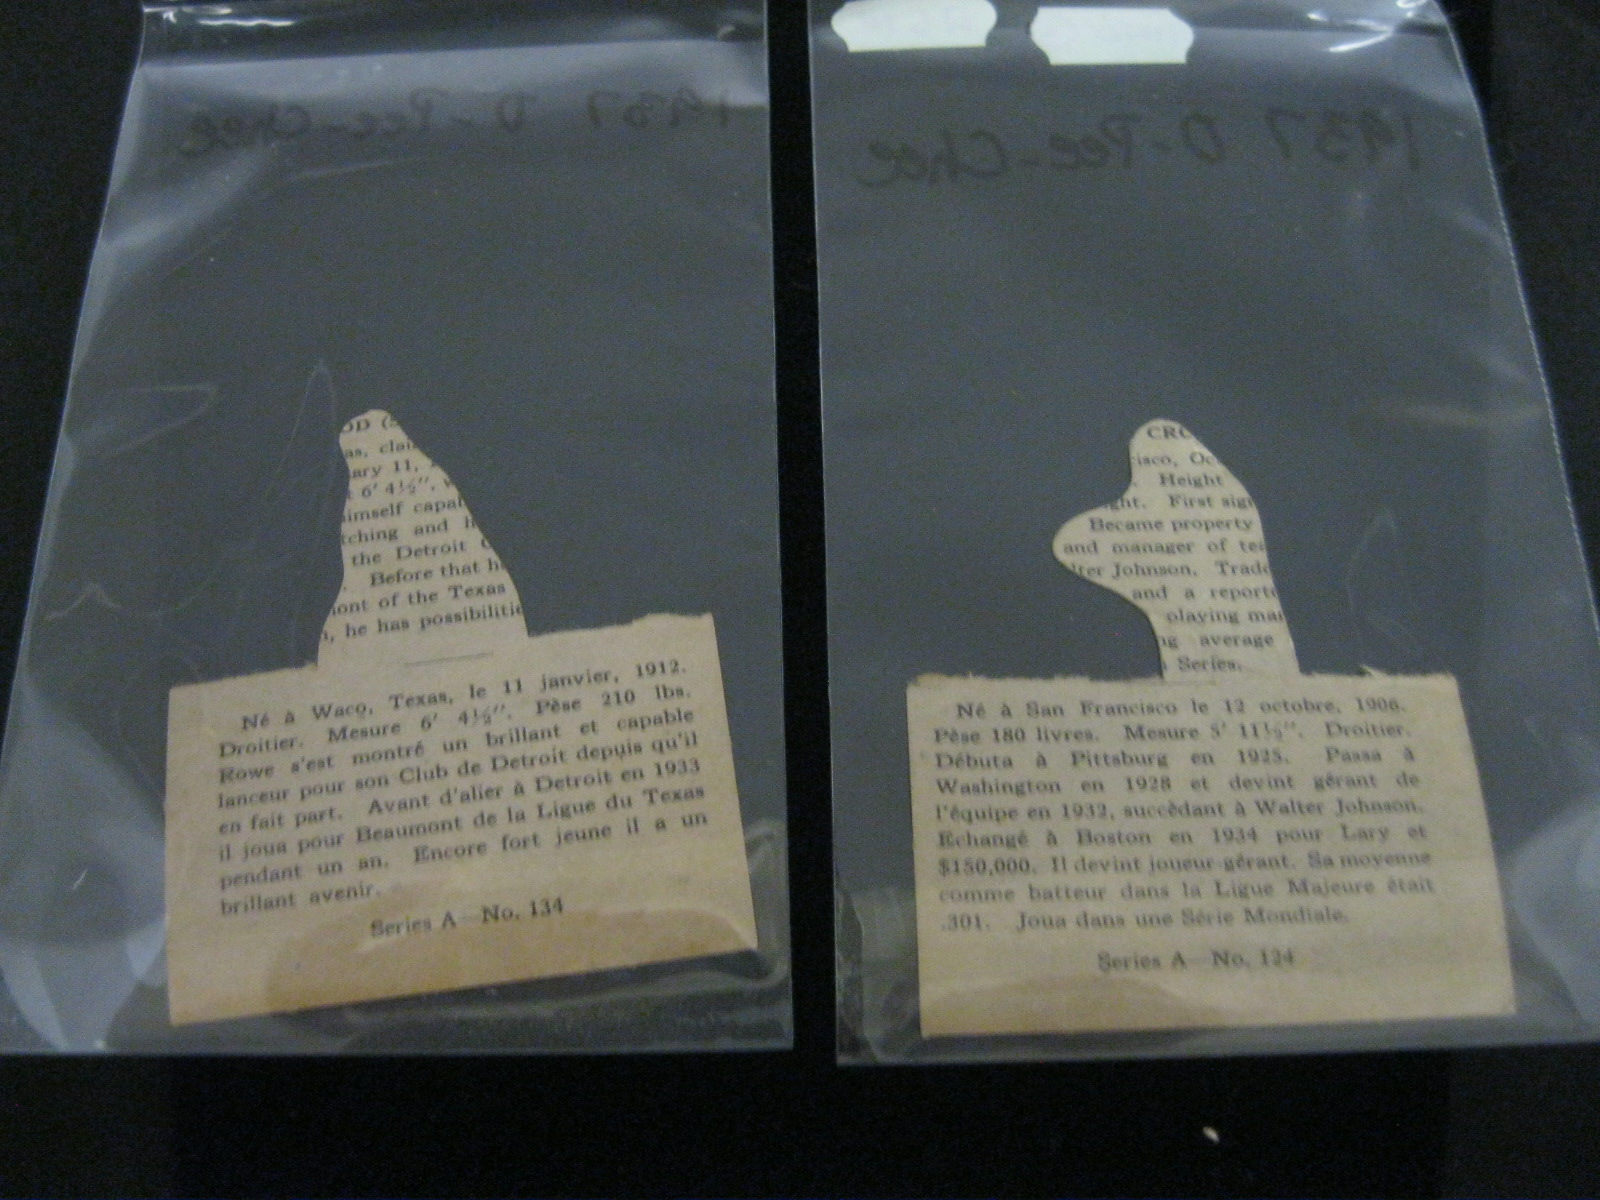 1937 O-Pee-Chee
OD (S
as, clai
ary 11,
6' 4½", w
imself capab
tching and h
the Detroit C
. Before that h
ont of the Texas
, he has possibilitie
Né à Waco, Texas, le 11 janvier, 1912.
Droitier. Mesure 6' 4½". Pèse 210 lbs.
Rowe s'est montré un brillant et capable
lanceur pour son Club de Detroit depuis qu'il
en fait part. Avant d'aller à Detroit en 1933
il joua pour Beaumont de la Ligue du Texas
pendant un an. Encore fort jeune il a un
brillant avenir.
Series A—No. 134
1937 O-Pee-Chee
CRO
isco, Oc
. Height
ght. First sign
Became property
and manager of tea
lter Johnson. Trade
and a reporte
playing man
ng average
Series.
Né à San Francisco le 12 octobre, 1906.
Pèse 180 livres. Mesure 5' 11½". Droitier.
Débuta à Pittsburg en 1925. Passa à
Washington en 1928 et devint gérant de
l'équipe en 1932, succédant à Walter Johnson.
Echangé à Boston en 1934 pour Lary et
$150,000. Il devint joueur-gérant. Sa moyenne
comme batteur dans la Ligue Majeure était
.301. Joua dans une Série Mondiale.
Series A—No. 124